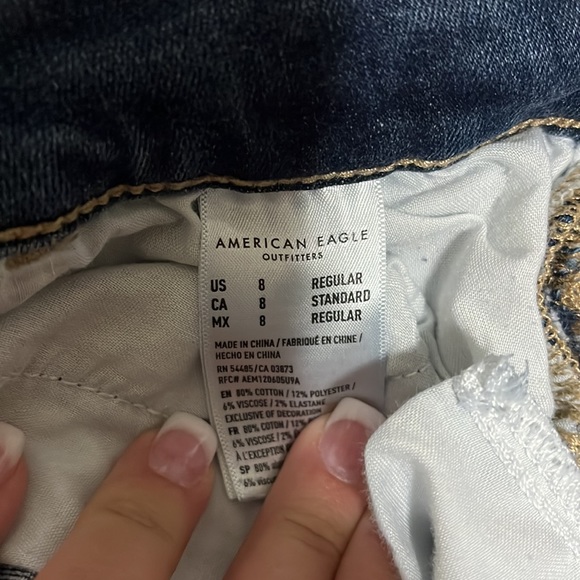 AMERICAN EAGLE
OUTFITTERS
US 8 REGULAR
CA 8 STANDARD
MX 8 REGULAR
MADE IN CHINA / FABRIQUÉ EN CHINE /
HECHO EN CHINA
RN 54485/CA 03873
RFC# AEM120605U9A
EN 80% COTTON / 12% POLYESTER /
6% VISCOSE / 2% ELASTANE
EXCLUSIVE OF DECORATION
FR 80% COTON / 12%
6% VISCOSE / 2%
À L'EXCEPTION
SP 80%
6%